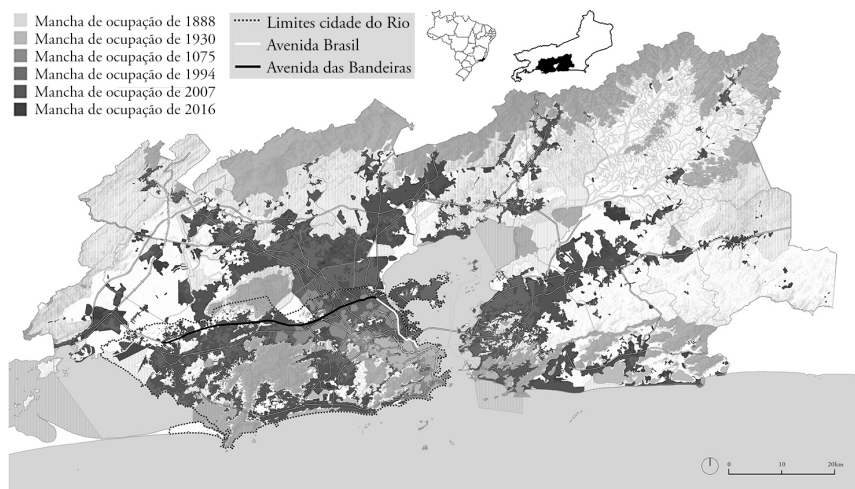 Mancha de ocupação de 1888
Mancha de ocupação de 1930
Mancha de ocupação de 1075
Mancha de ocupação de 1994
Mancha de ocupação de 2007
Mancha de ocupação de 2016
Limites cidade do Rio
Avenida Brasil
Avenida das Bandeiras
0 10 20km